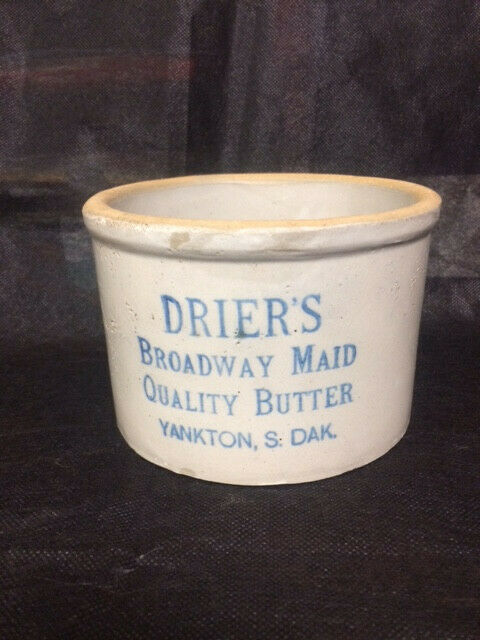 DRIER'S
BROADWAY MAID
QUALITY BUTTER
YANKTON, S. DAK.